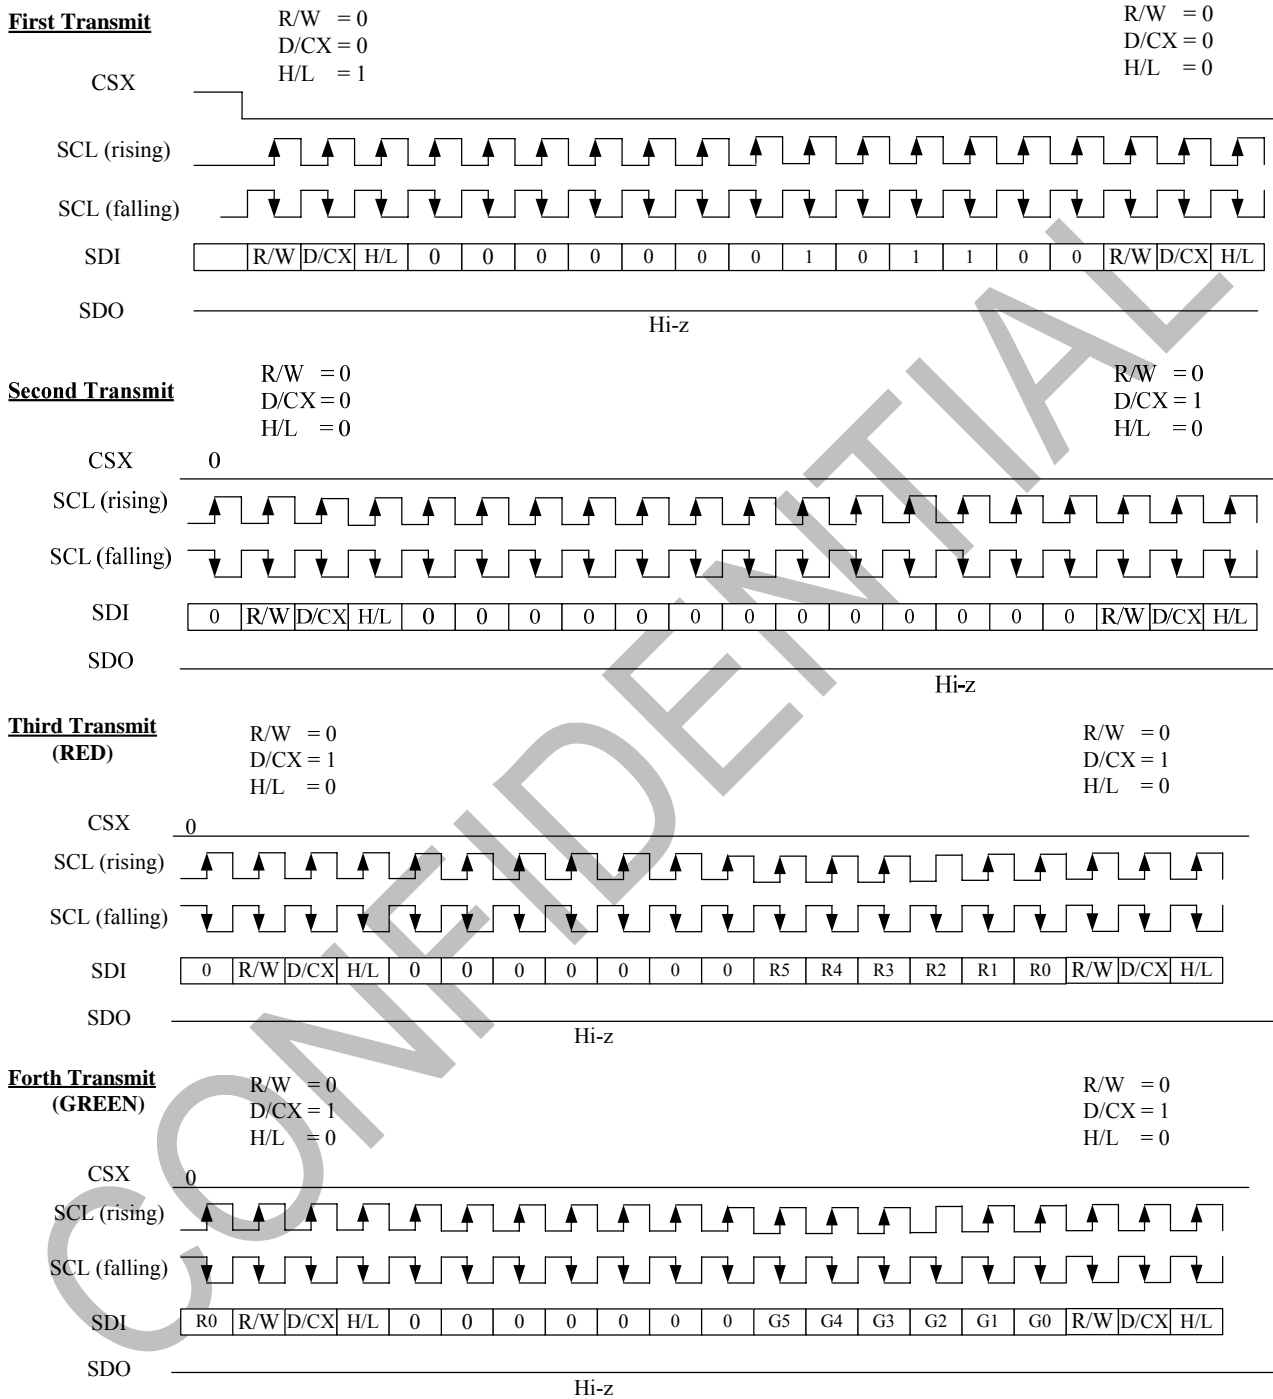 First Transmit
R/W = 0
D/CX = 0
H/L = 1
R/W = 0
D/CX = 0
H/L = 0
CSX
SCL (rising)
SCL (falling)
SDI R/W D/CX H/L 0 0 0 0 0 0 0 1 0 1 1 0 0 R/W D/CX H/L
SDO
Hi-z
Second Transmit
R/W = 0
D/CX = 0
H/L = 0
R/W = 0
D/CX = 1
H/L = 0
CSX 0
SCL (rising)
SCL (falling)
SDI 0 R/W D/CX H/L 0 0 0 0 0 0 0 0 0 0 0 0 0 R/W D/CX H/L
SDO
Hi-z
Third Transmit
(RED)
R/W = 0
D/CX = 1
H/L = 0
R/W = 0
D/CX = 1
H/L = 0
CSX 0
SCL (rising)
SCL (falling)
SDI 0 R/W D/CX H/L 0 0 0 0 0 0 0 R5 R4 R3 R2 R1 R0 R/W D/CX H/L
SDO
Hi-z
Forth Transmit
(GREEN)
R/W = 0
D/CX = 1
H/L = 0
R/W = 0
D/CX = 1
H/L = 0
CSX 0
SCL (rising)
SCL (falling)
SDI R0 R/W D/CX H/L 0 0 0 0 0 0 0 G5 G4 G3 G2 G1 G0 R/W D/CX H/L
SDO
Hi-z
CONFIDENTIAL